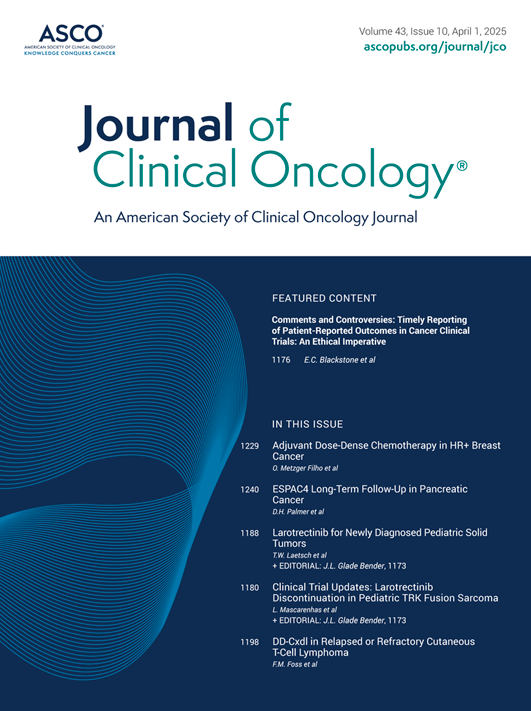 ASCO®
AMERICAN SOCIETY OF CLINICAL ONCOLOGY
KNOWLEDGE CONQUERS CANCER
Volume 43, Issue 10, April 1, 2025
ascopubs.org/journal/jco
Journal of
Clinical Oncology®
An American Society of Clinical Oncology Journal
FEATURED CONTENT
Comments and Controversies: Timely Reporting
of Patient-Reported Outcomes in Cancer Clinical
Trials: An Ethical Imperative
1176 E.C. Blackstone et al
IN THIS ISSUE
1229 Adjuvant Dose-Dense Chemotherapy in HR+ Breast
Cancer
O. Metzger Filho et al
1240 ESPAC4 Long-Term Follow-Up in Pancreatic
Cancer
D.H. Palmer et al
1188 Larotrectinib for Newly Diagnosed Pediatric Solid
Tumors
T.W. Laetsch et al
+ EDITORIAL: J.L. Glade Bender, 1173
1180 Clinical Trial Updates: Larotrectinib
Discontinuation in Pediatric TRK Fusion Sarcoma
L. Mascarenhas et al
+ EDITORIAL: J.L. Glade Bender, 1173
1198 DD-Cxdl in Relapsed or Refractory Cutaneous
T-Cell Lymphoma
F.M. Foss et al